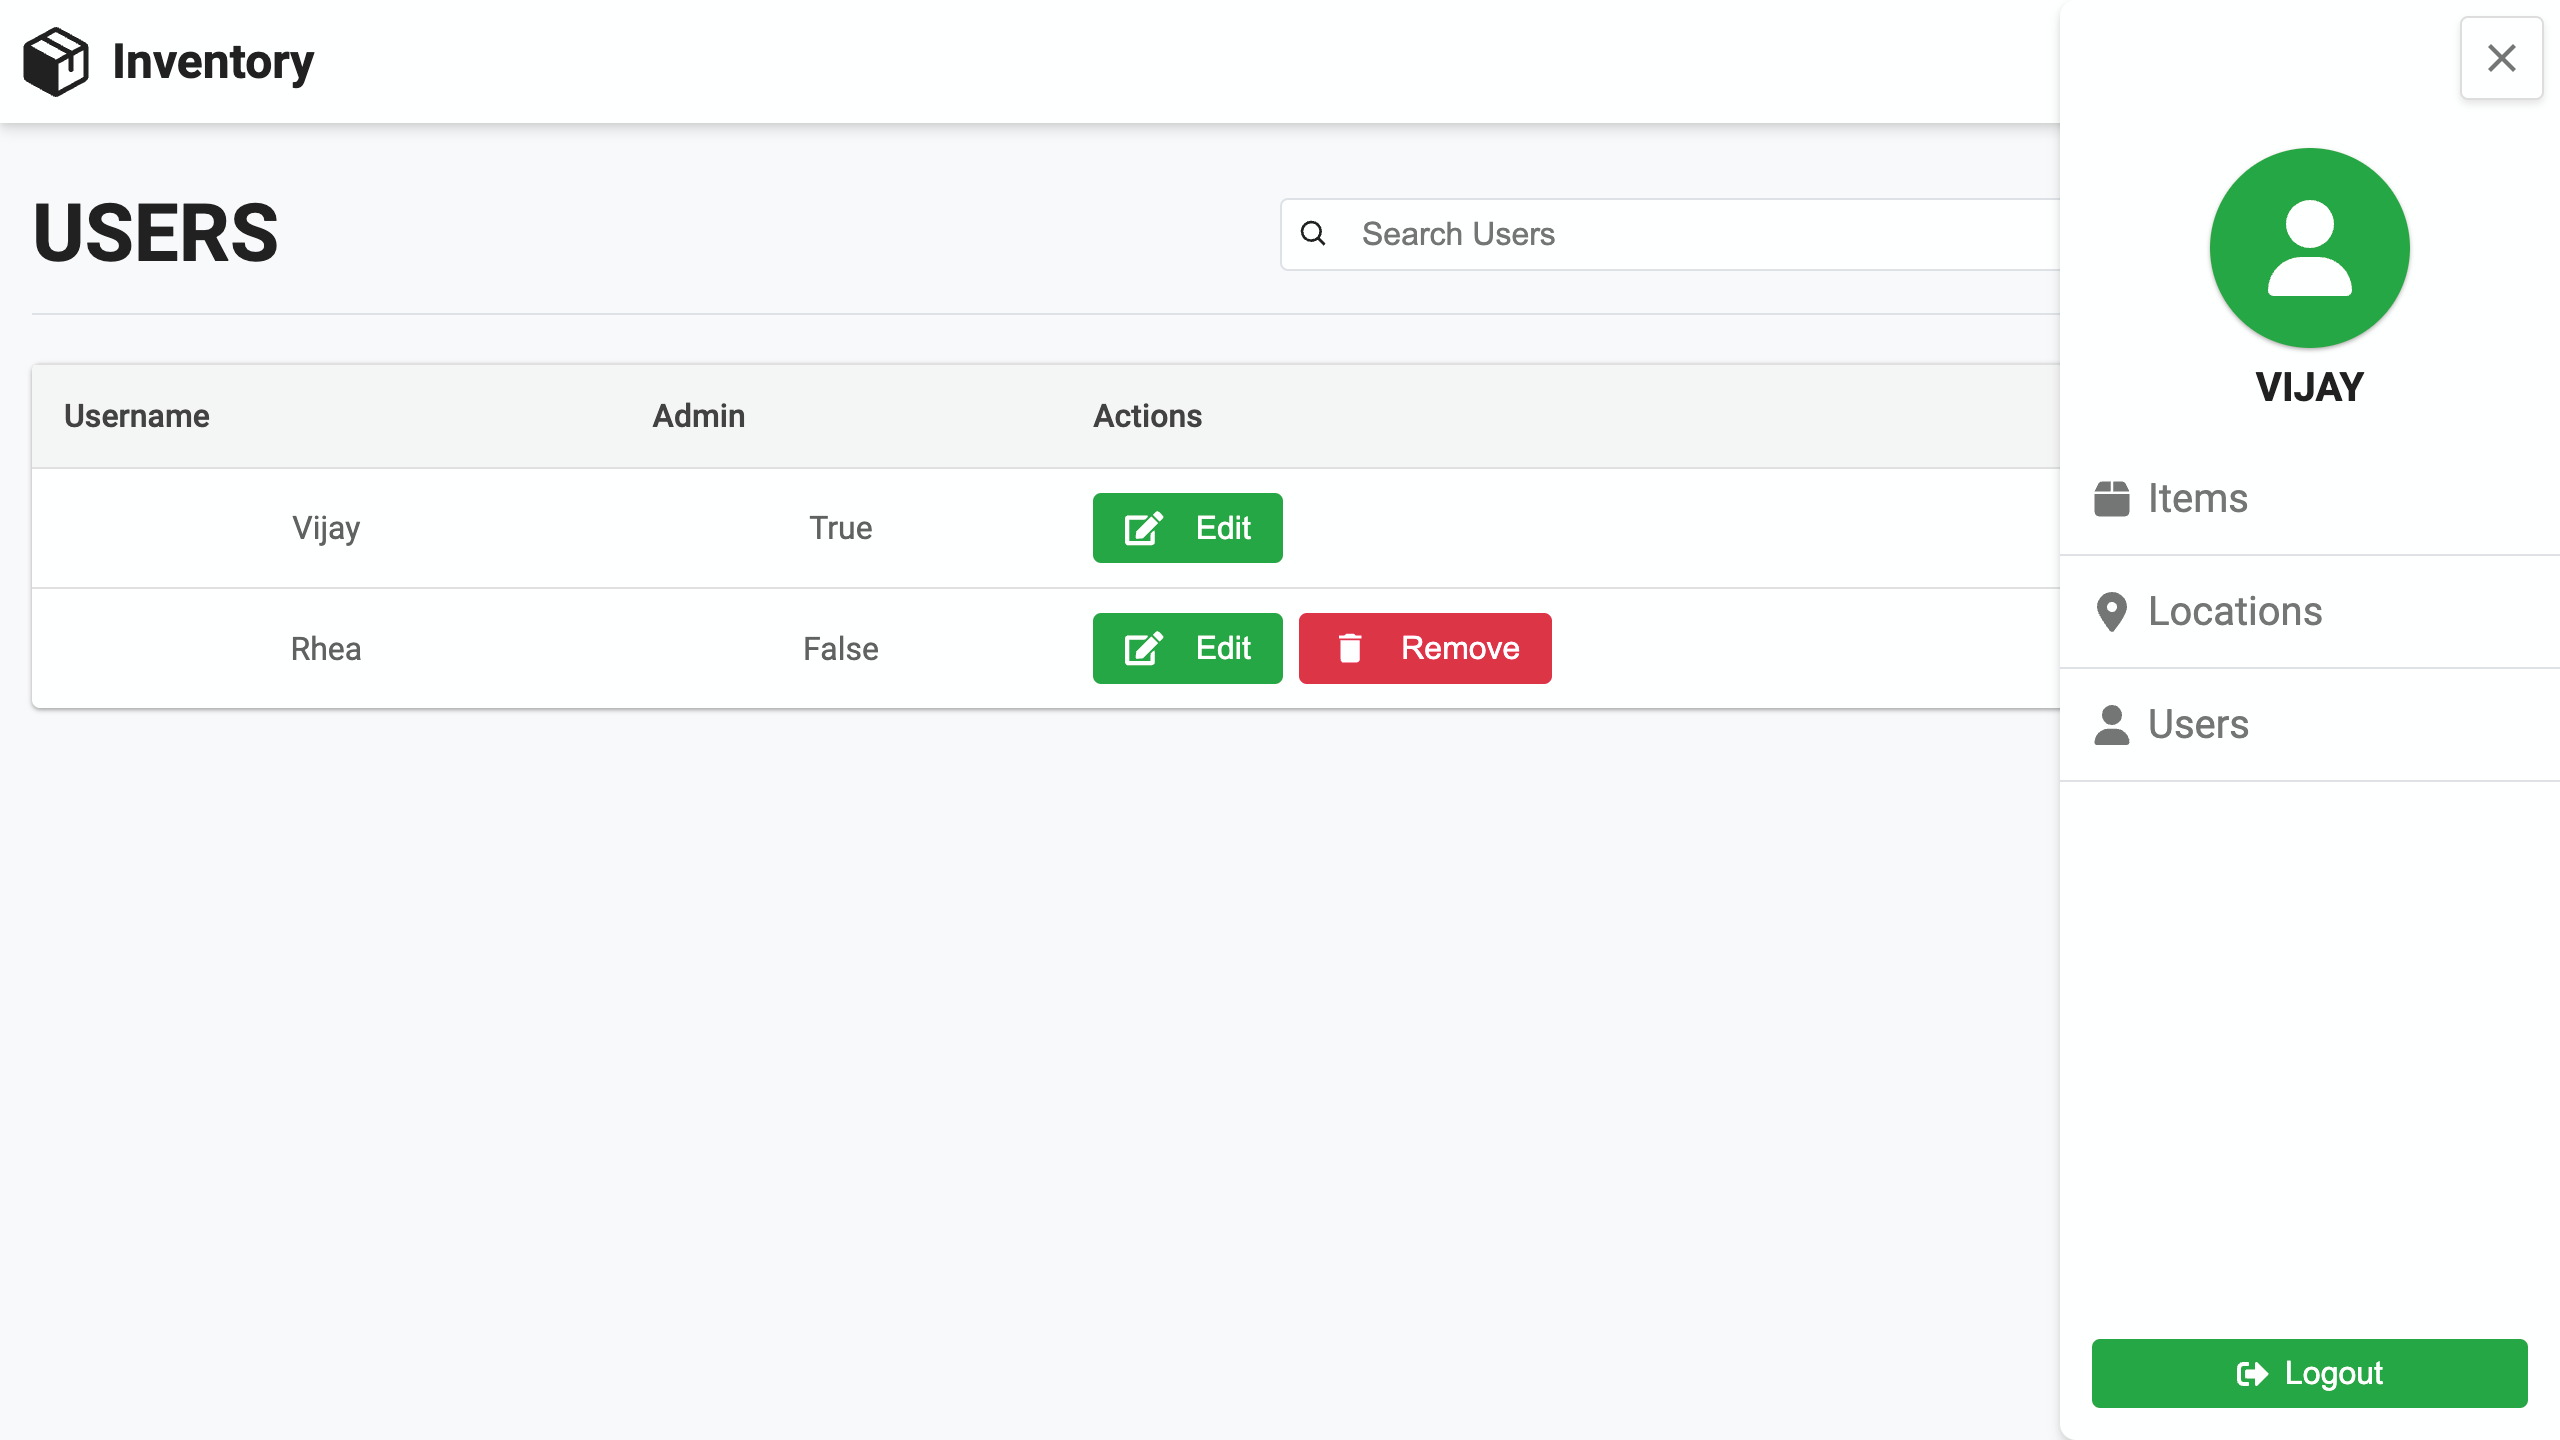 Inventory
USERS
Search Users
Username Admin Actions
Vijay True Edit
Rhea False Edit Remove
VIJAY
Items
Locations
Users
Logout